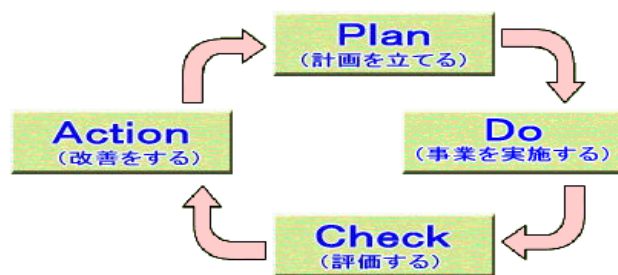 Plan
(計画を立てる)
Do
(事業を実施する)
Check
(評価する)
Action
(改善をする)